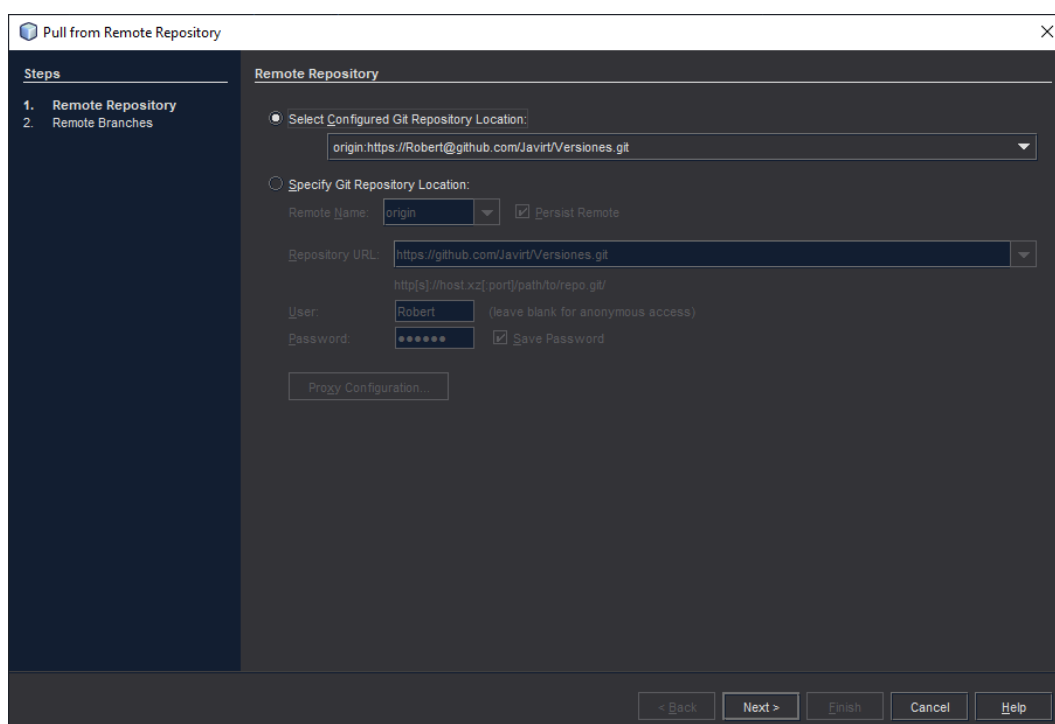 Pull from Remote Repository
Steps
1. Remote Repository
2. Remote Branches
Remote Repository
Select Configured Git Repository Location:
origin:https://Robert@github.com/Javirt/Versiones.git
Specify Git Repository Location:
Remote Name: origin Persist Remote
Repository URL: https://github.com/Javirt/Versiones.git
http[s]://host.xz[:port]/path/to/repo.git/
User: Robert (leave blank for anonymous access)
Password: ●●●●●● Save Password
Proxy Configuration...
< Back Next > Finish Cancel Help